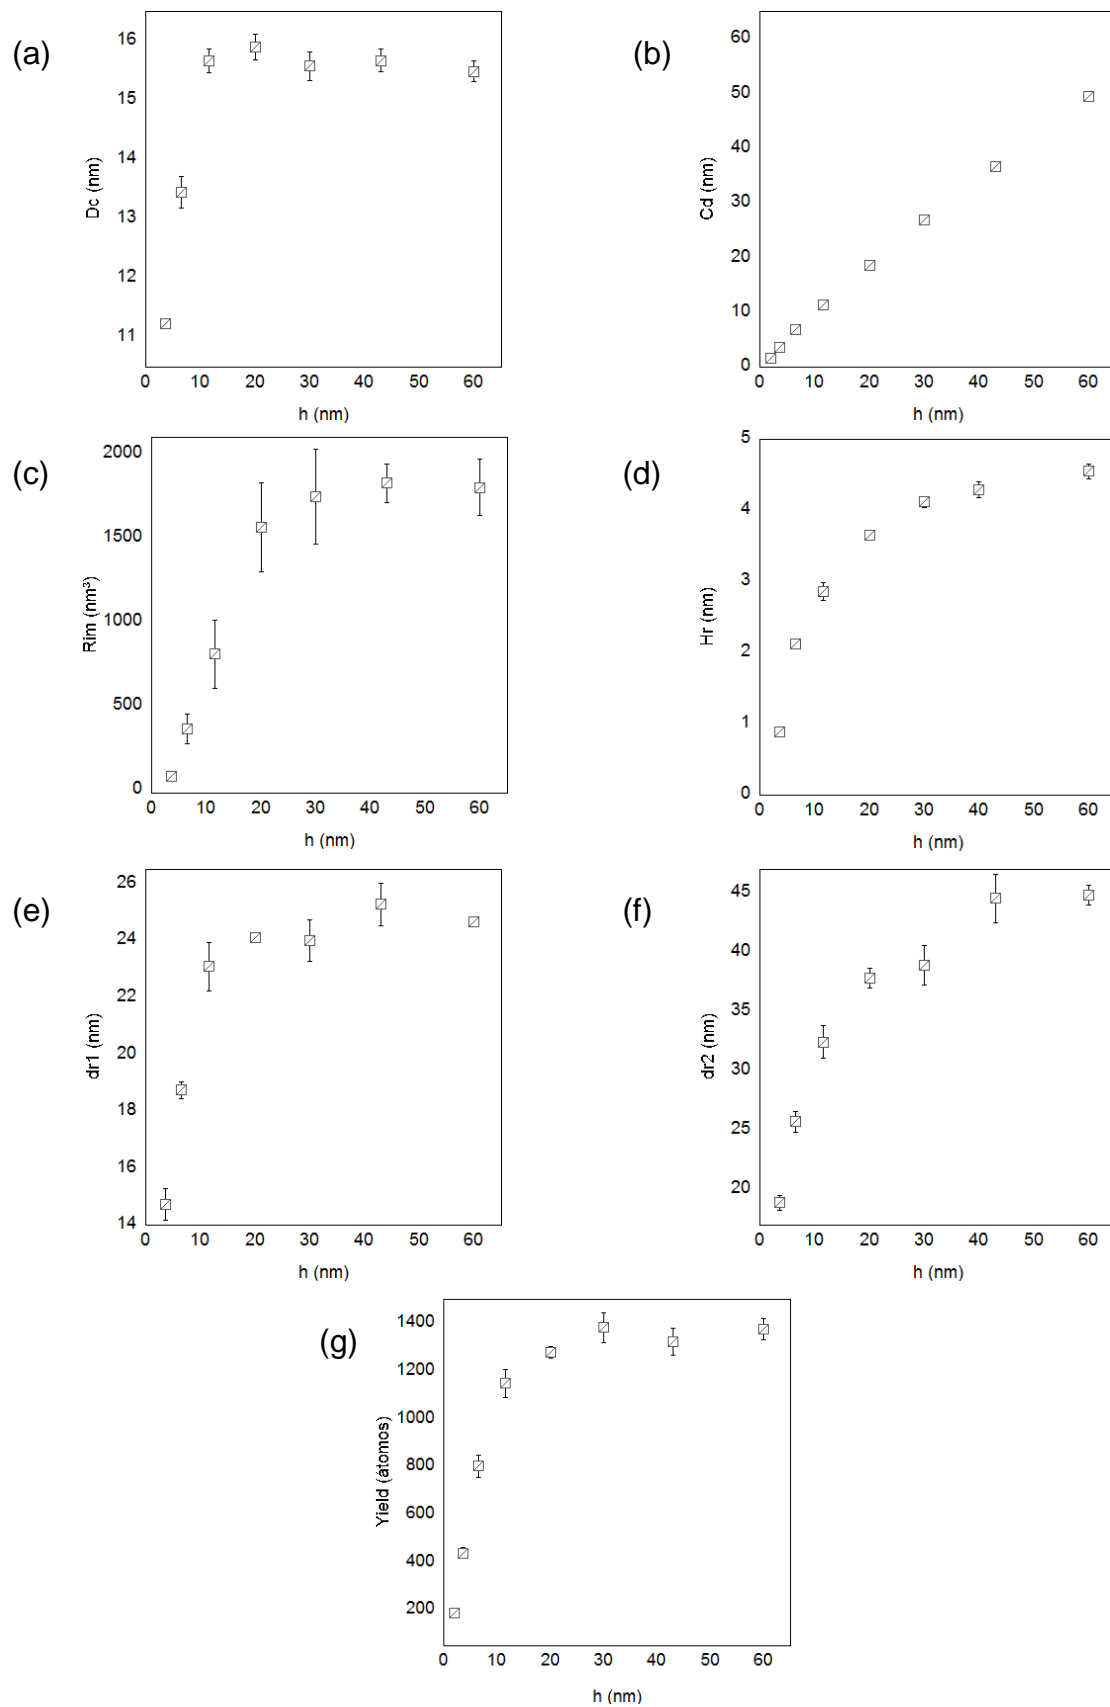 (a)
16
15
14
13
12
11
Dc (nm)
0 10 20 30 40 50 60
h (nm)
(b)
60
50
40
30
20
10
0
Cd (nm)
0 10 20 30 40 50 60
h (nm)
(c)
2000
1500
1000
500
0
Rim (nm³)
0 10 20 30 40 50 60
h (nm)
(d)
5
4
3
2
1
0
Hr (nm)
0 10 20 30 40 50 60
h (nm)
(e)
26
24
22
20
18
16
14
dr1 (nm)
0 10 20 30 40 50 60
h (nm)
(f)
45
40
35
30
25
20
dr2 (nm)
0 10 20 30 40 50 60
h (nm)
(g)
1400
1200
1000
800
600
400
200
Yield (átomos)
0 10 20 30 40 50 60
h (nm)